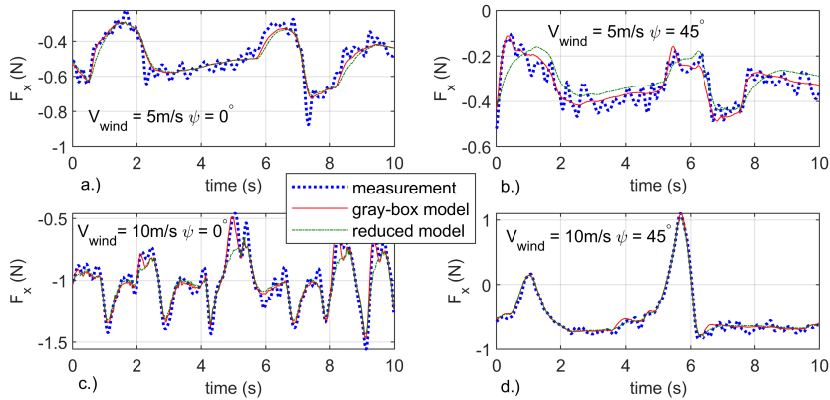 -0.4
-0.6
-0.8
-1
F_x (N)
V_wind = 5m/s ψ = 0°
0 2 4 6 8 10
a.) time (s)
0
-0.2
-0.4
-0.6
F_x (N)
V_wind = 5m/s ψ = 45°
0 2 4 6 8 10
b.) time (s)
measurement
gray-box model
reduced model
-0.5
-1
-1.5
F_x (N)
V_wind = 10m/s ψ = 0°
0 2 4 6 8 10
c.) time (s)
1
0
-1
F_x (N)
V_wind = 10m/s ψ = 45°
0 2 4 6 8 10
d.) time (s)